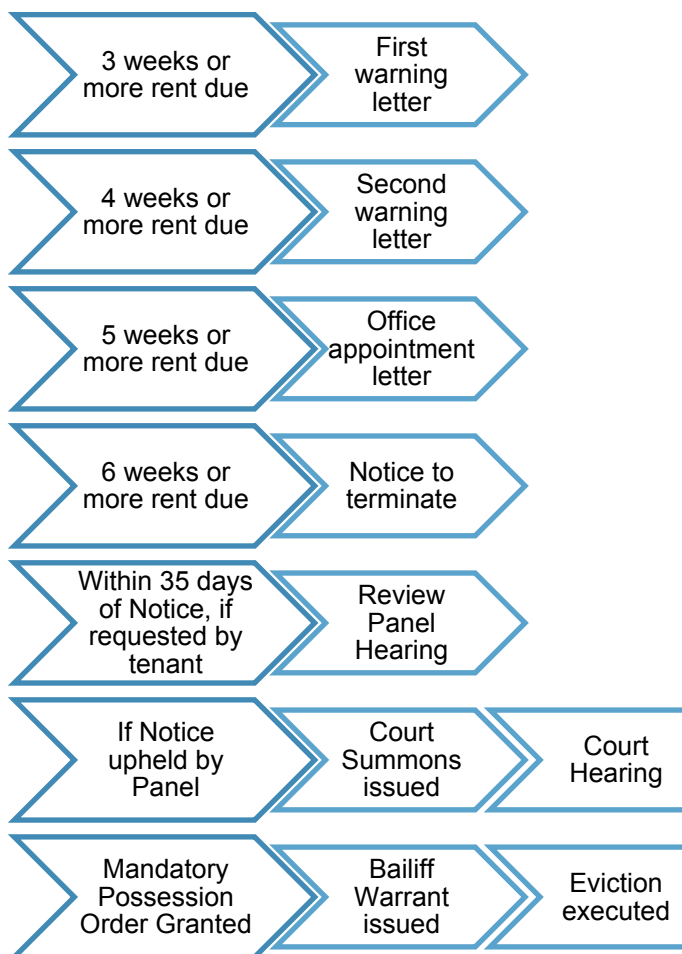 3 weeks or
more rent due
First
warning
letter
4 weeks or
more rent due
Second
warning
letter
5 weeks or
more rent due
Office
appointment
letter
6 weeks or
more rent due
Notice to
terminate
Within 35 days
of Notice, if
requested by
tenant
Review
Panel
Hearing
If Notice
upheld by
Panel
Court
Summons
issued
Court
Hearing
Mandatory
Possession
Order Granted
Bailiff
Warrant
issued
Eviction
executed